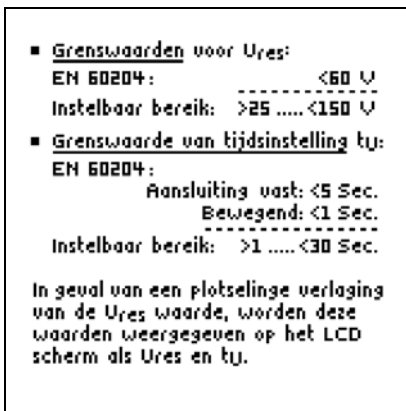 ▪ Grenswaarden voor Ures:
EN 60204: <60 V
Instelbaar bereik: >25 ..... <150 V
▪ Grenswaarde van tijdsinstelling tU:
EN 60204:
Aansluiting vast: <5 Sec.
Bewegend: <1 Sec.
Instelbaar bereik: >1 ..... <30 Sec.
In geval van een plotselinge verlaging
van de Ures waarde, worden deze
waarden weergegeven op het LCD
scherm als Ures en tU.